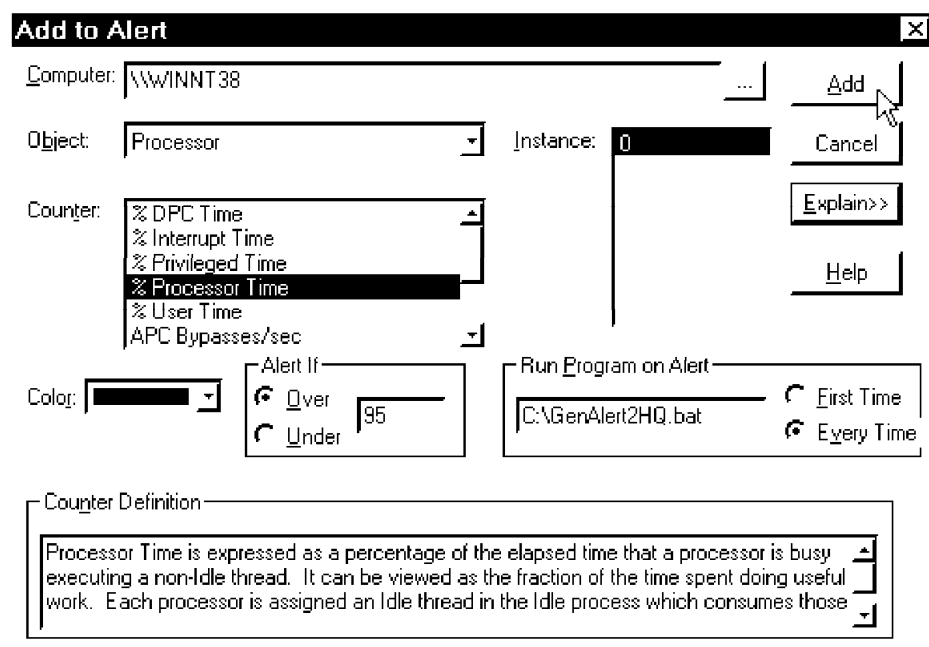 Add to Alert
Computer: \\WINNT38 ... Add
Object: Processor Instance: 0 Cancel
Counter: % DPC Time Explain>>
% Interrupt Time
% Privileged Time Help
% Processor Time
% User Time
APC Bypasses/sec
Alert If Run Program on Alert
Color: Over 95 C:\GenAlert2HQ.bat First Time
Under Every Time
Counter Definition
Processor Time is expressed as a percentage of the elapsed time that a processor is busy
executing a non-Idle thread. It can be viewed as the fraction of the time spent doing useful
work. Each processor is assigned an Idle thread in the Idle process which consumes those